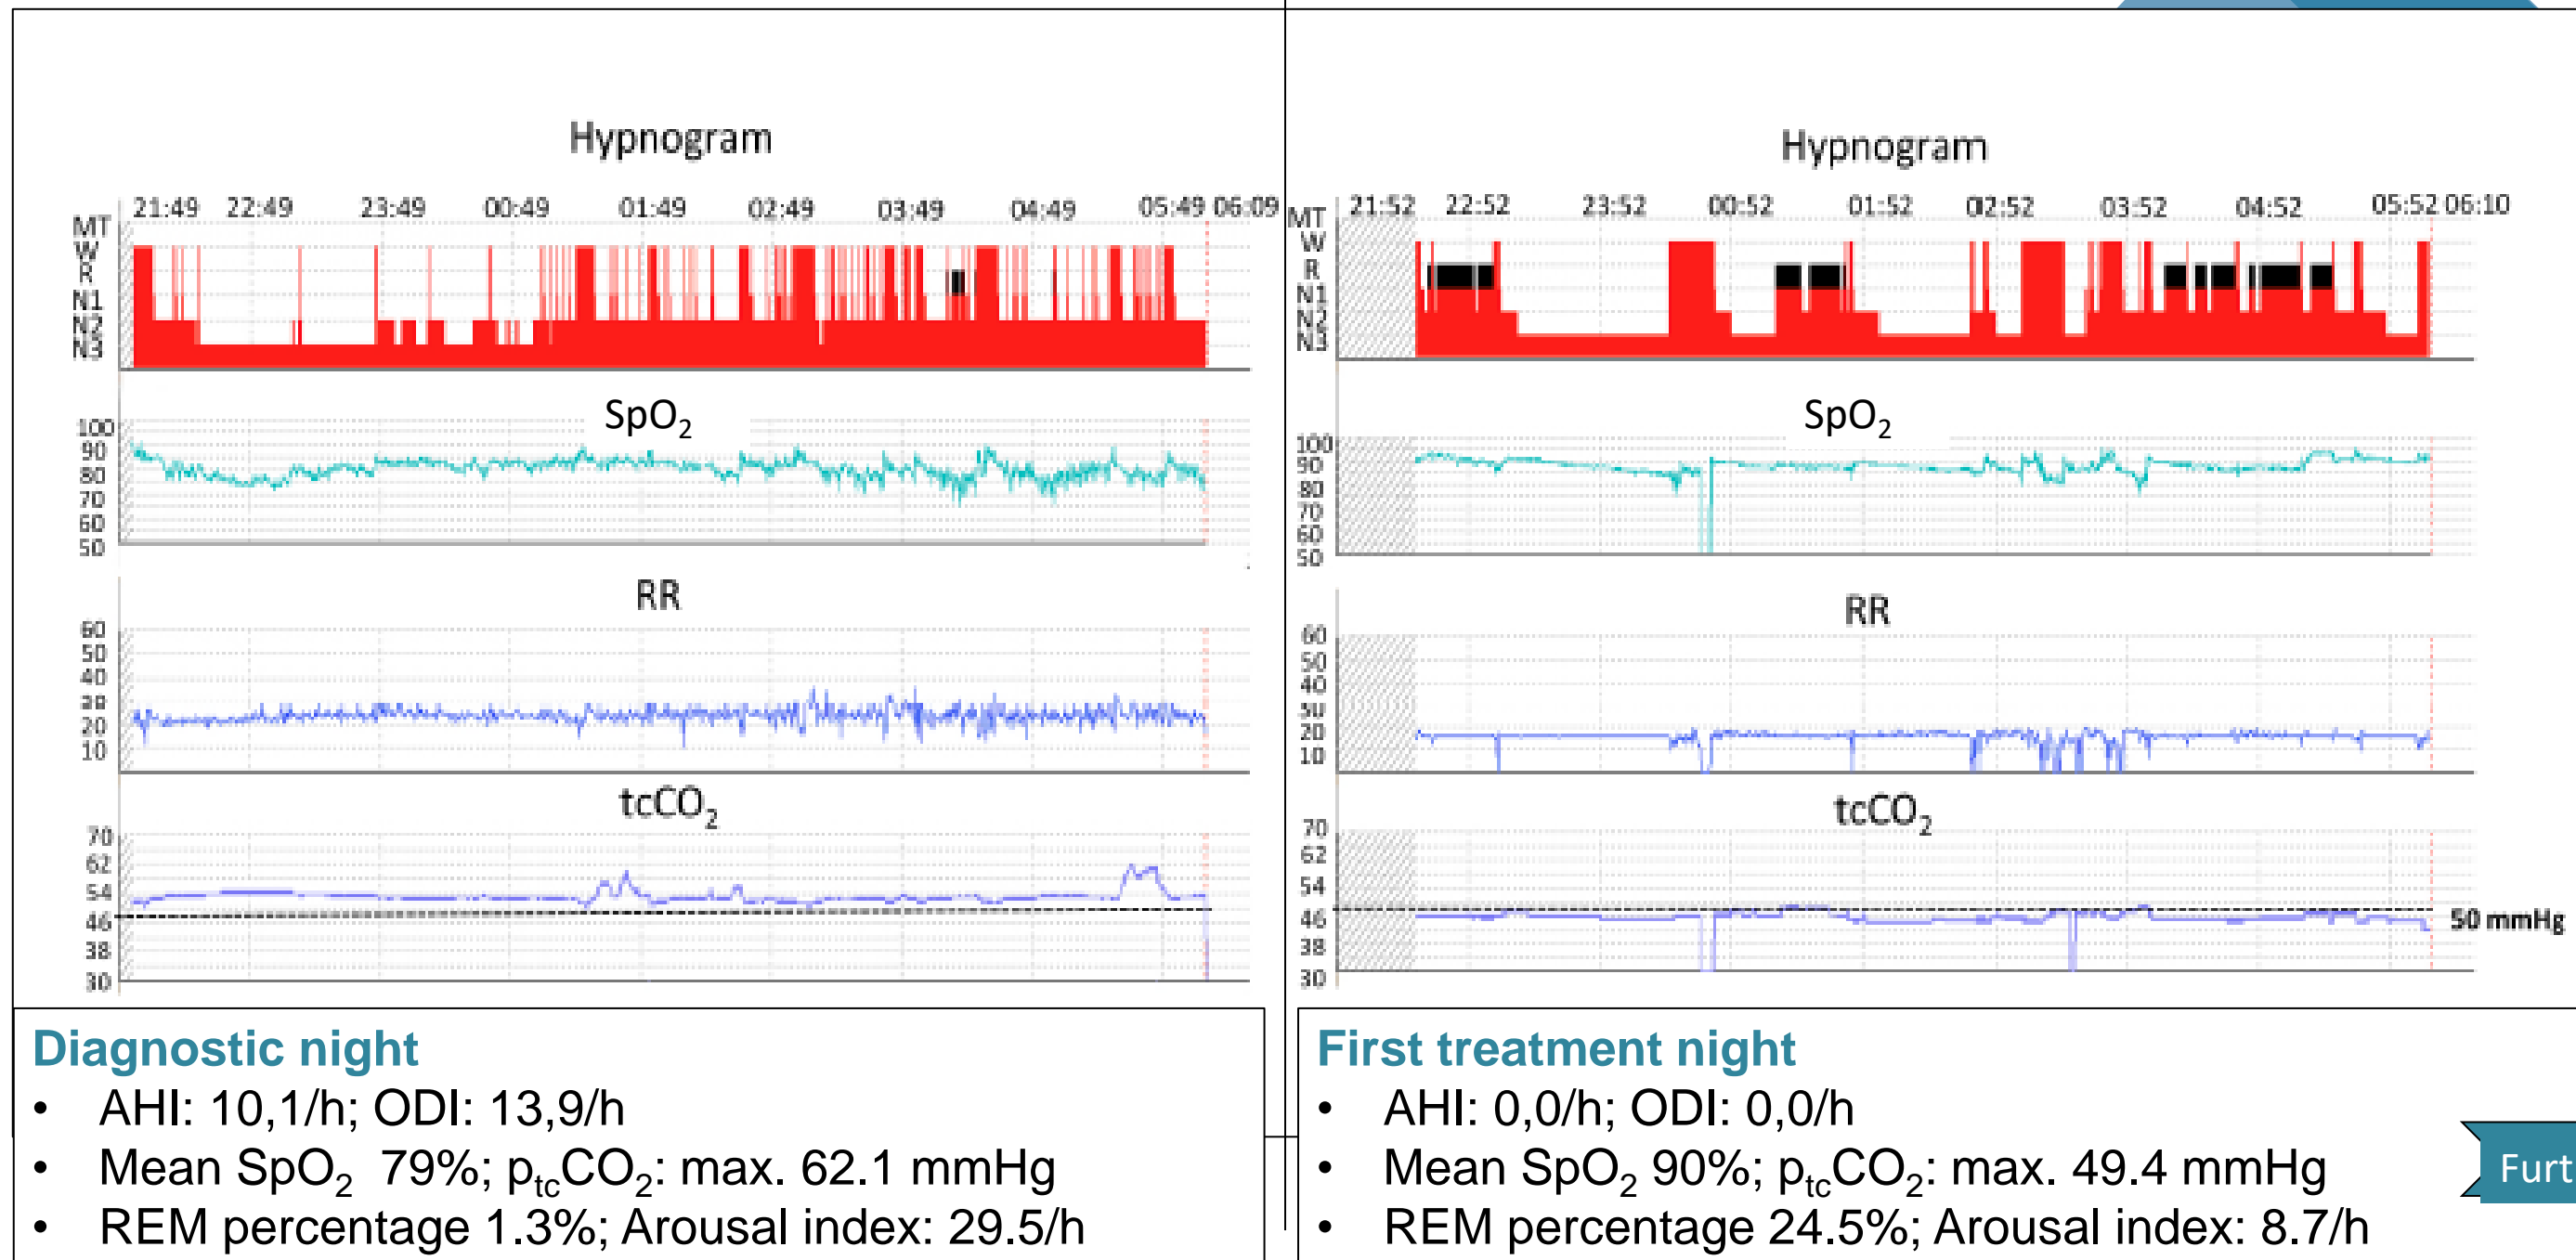 Hypnogram
21:49 22:49 23:49 00:49 01:49 02:49 03:49 04:49 05:49 06:09
MT
W
R
N1
N2
N3
SpO2
100
90
80
70
60
50
RR
60
50
40
30
20
10
tcCO2
70
62
54
46
38
30
Diagnostic night
• AHI: 10,1/h; ODI: 13,9/h
• Mean SpO2 79%; ptcCO2: max. 62.1 mmHg
• REM percentage 1.3%; Arousal index: 29.5/h
Hypnogram
21:52 22:52 23:52 00:52 01:52 02:52 03:52 04:52 05:52 06:10
MT
W
R
N1
N2
N3
SpO2
100
90
80
70
60
50
RR
60
50
40
30
20
10
tcCO2
70
62
54
46
38
30
50 mmHg
First treatment night
• AHI: 0,0/h; ODI: 0,0/h
• Mean SpO2 90%; ptcCO2: max. 49.4 mmHg
• REM percentage 24.5%; Arousal index: 8.7/h
Furt